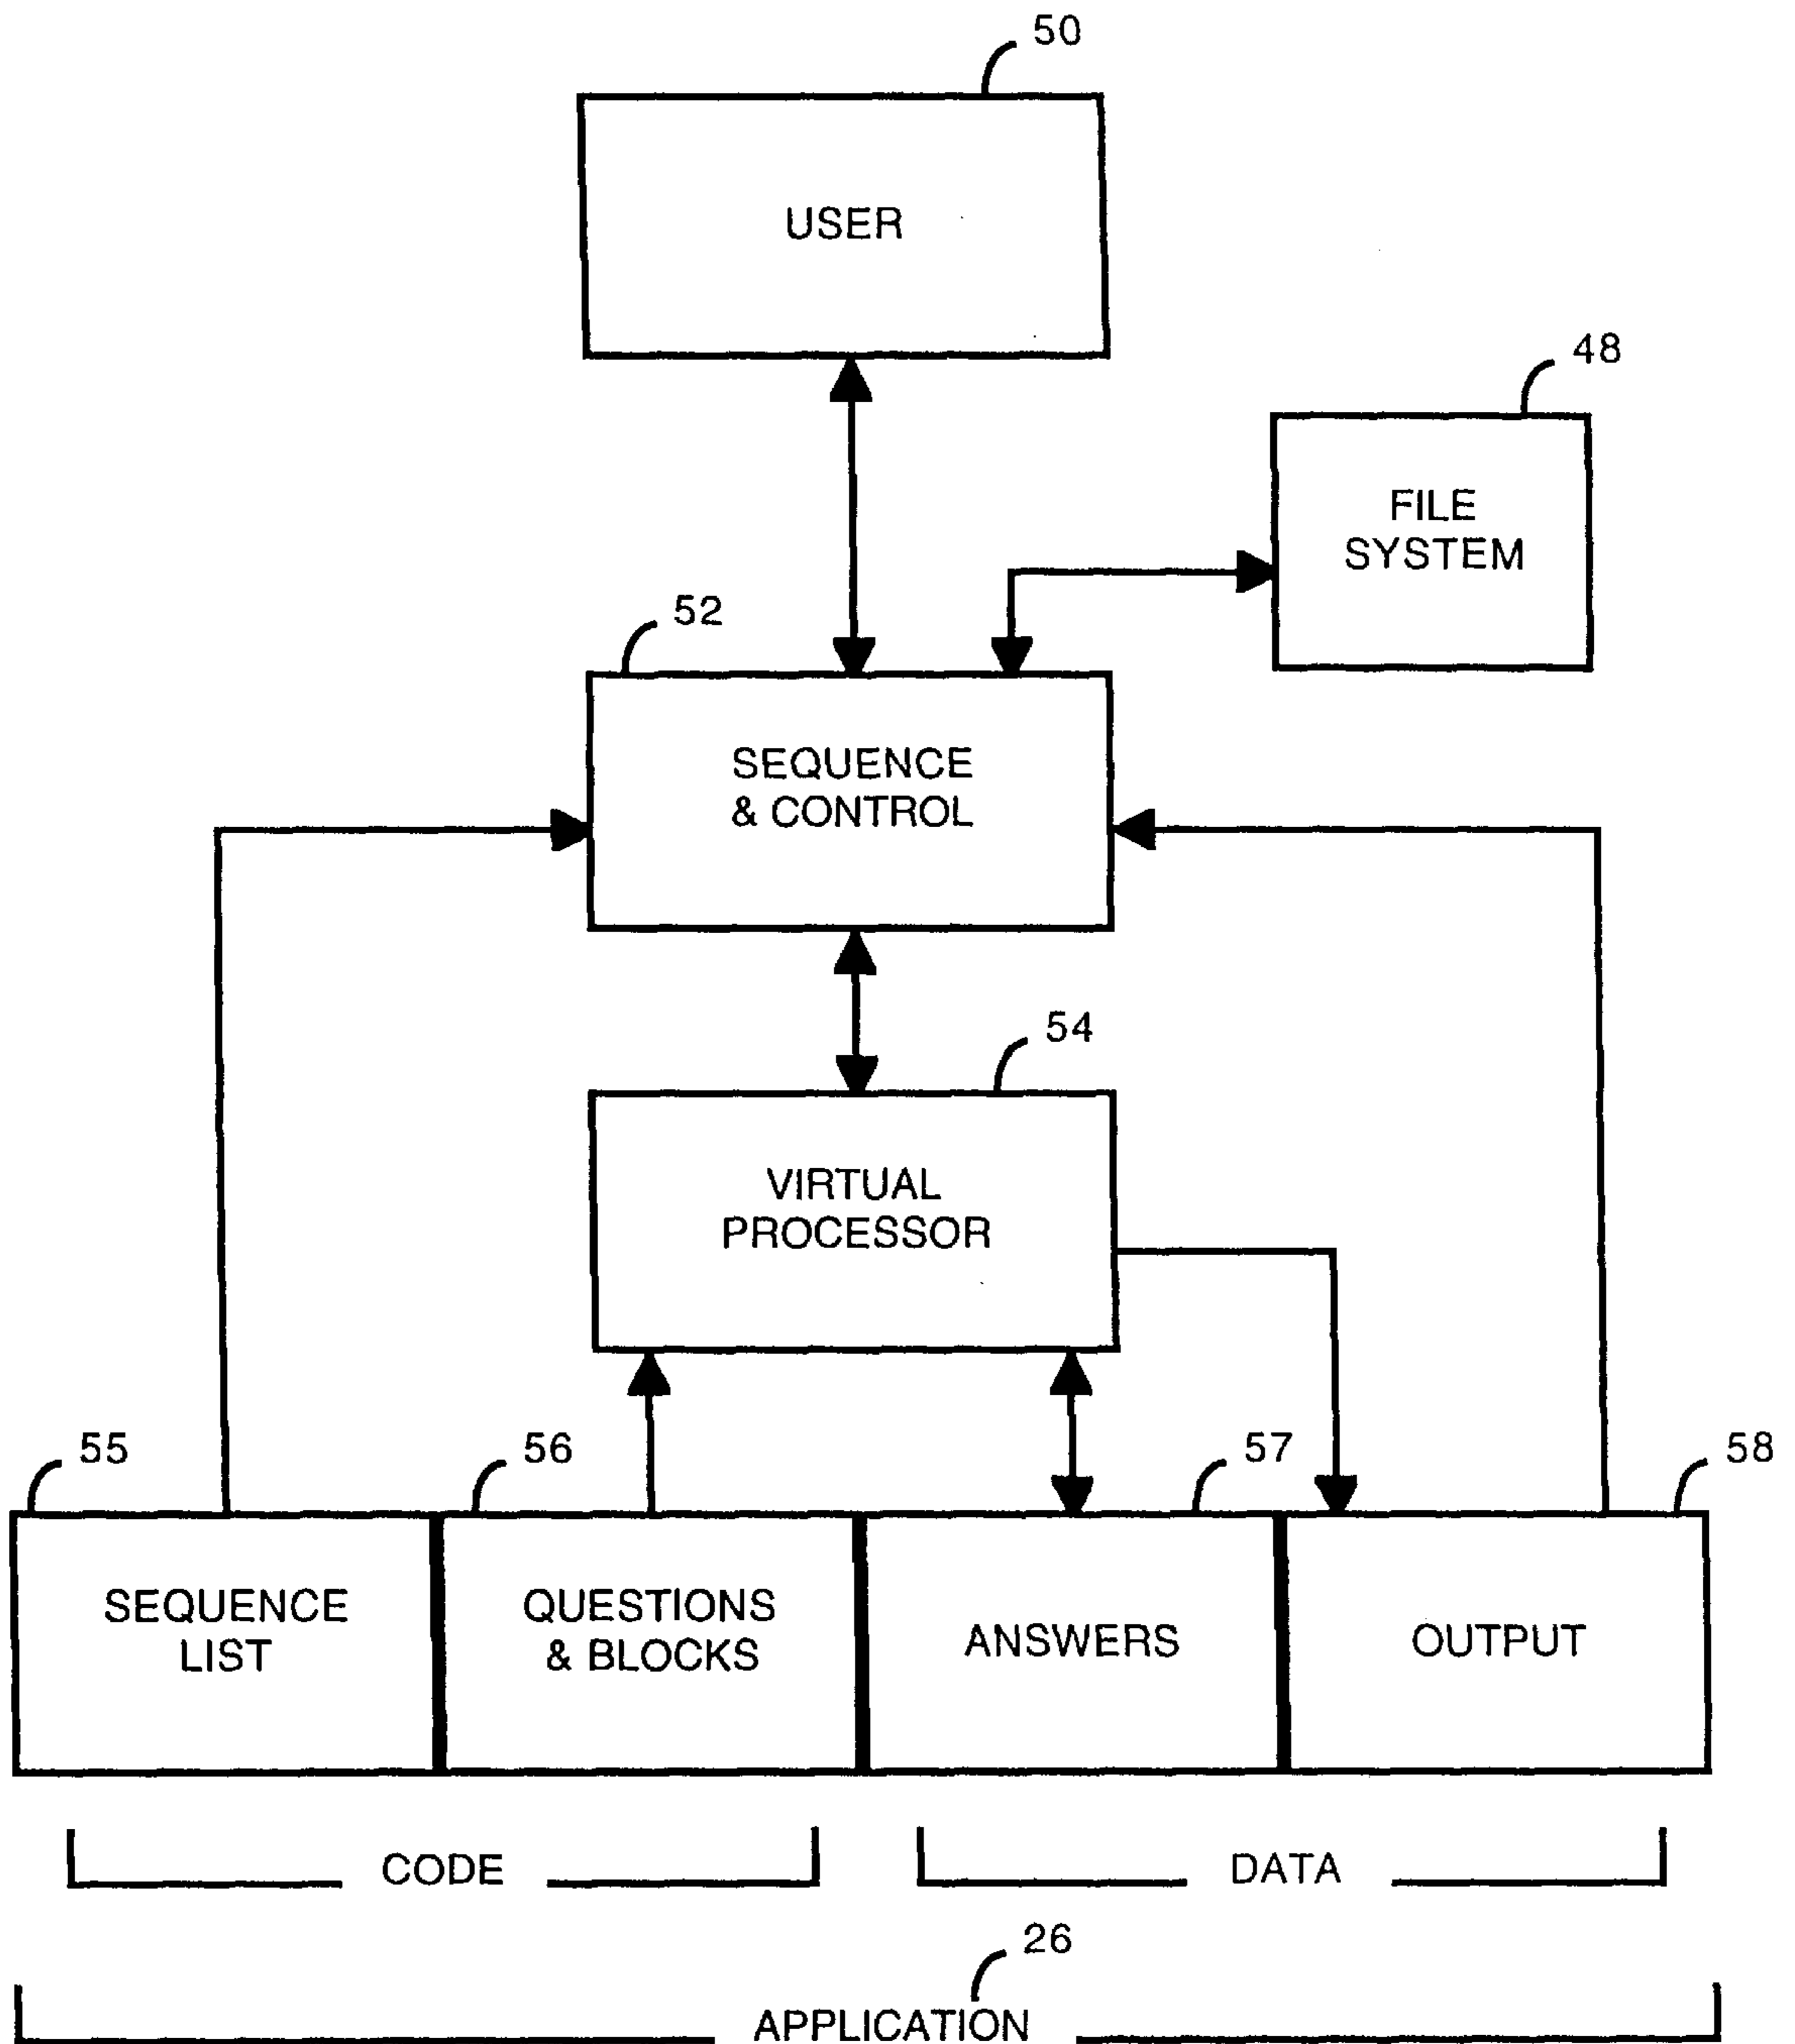 50
USER
48
FILE
SYSTEM
52
SEQUENCE
& CONTROL
54
VIRTUAL
PROCESSOR
55
56
57
58
SEQUENCE
LIST
QUESTIONS
& BLOCKS
ANSWERS
OUTPUT
CODE
DATA
26
APPLICATION